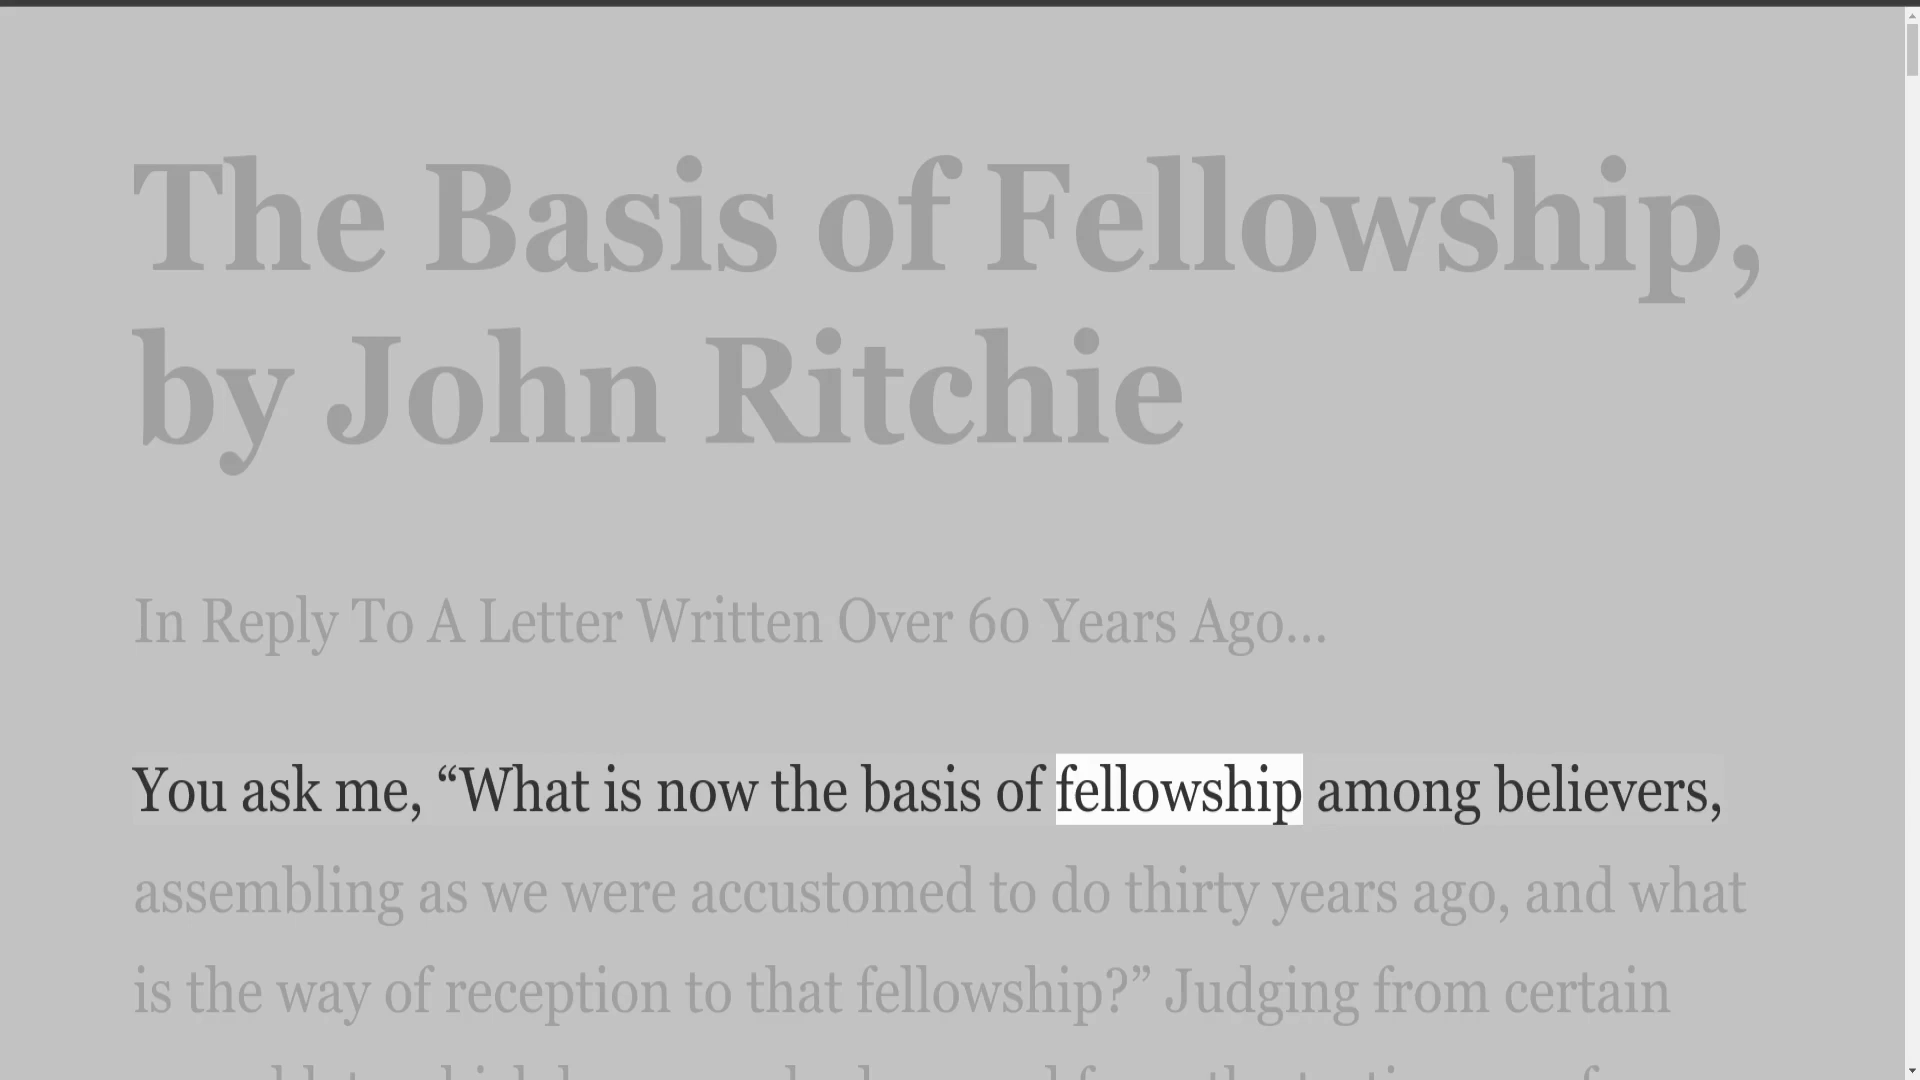 The Basis of Fellowship,
by John Ritchie
In Reply To A Letter Written Over 60 Years Ago…
You ask me, “What is now the basis of fellowship among believers,
assembling as we were accustomed to do thirty years ago, and what
is the way of reception to that fellowship?” Judging from certain